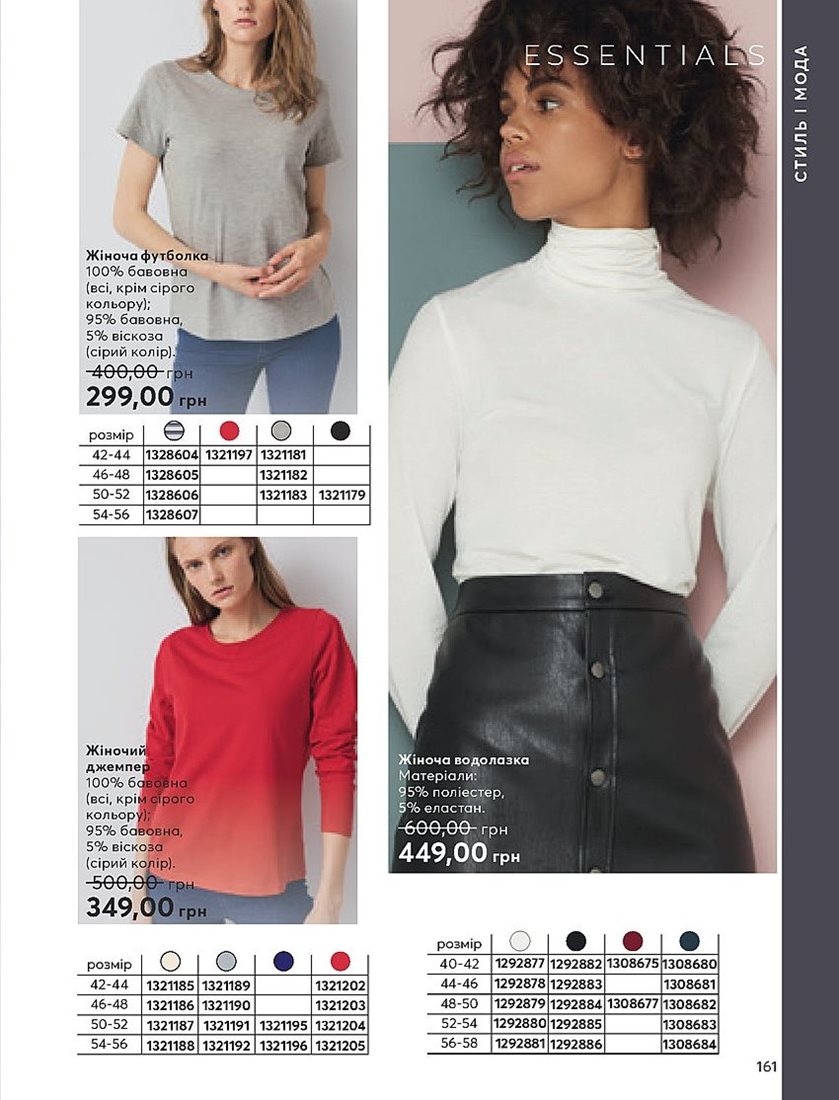 ESSENTIALS
СТИЛЬ І МОДА
Жіноча футболка
100% бавовна
(всі, крім сірого
кольору);
95% бавовна,
5% віскоза
(сірий колір).
400,00 грн
299,00 грн
розмір
42-44 1328604 1321197 1321181
46-48 1328605 1321182
50-52 1328606 1321183 1321179
54-56 1328607
Жіночий
джемпер
100% бавовна
(всі, крім сірого
кольору);
95% бавовна,
5% віскоза
(сірий колір).
500,00 грн
349,00 грн
розмір
42-44 1321185 1321189 1321202
46-48 1321186 1321190 1321203
50-52 1321187 1321191 1321195 1321204
54-56 1321188 1321192 1321196 1321205
Жіноча водолазка
Матеріали:
95% поліестер,
5% еластан.
600,00 грн
449,00 грн
розмір
40-42 1292877 1292882 1308675 1308680
44-46 1292878 1292883 1308681
48-50 1292879 1292884 1308677 1308682
52-54 1292880 1292885 1308683
56-58 1292881 1292886 1308684
161